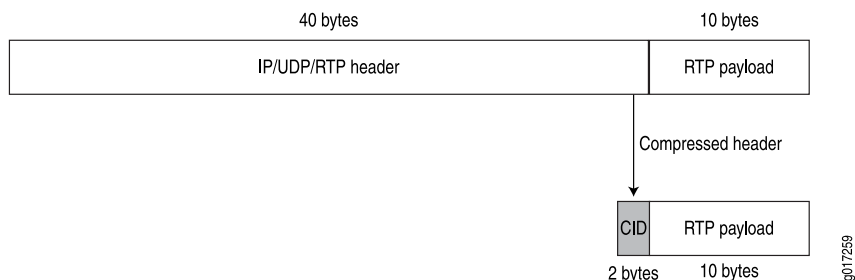 40 bytes
10 bytes
IP/UDP/RTP header
RTP payload
Compressed header
CID
RTP payload
2 bytes
10 bytes
g017259